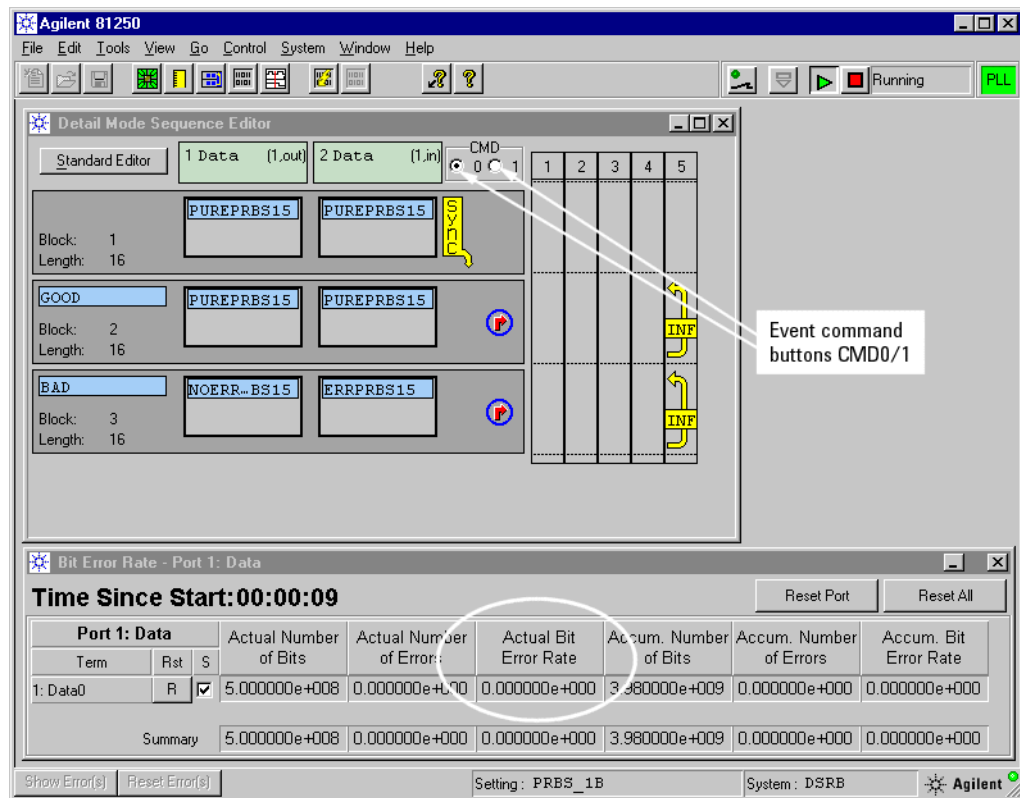 Agilent 81250
File Edit Tools View Go Control System Window Help
Running
PLL
Detail Mode Sequence Editor
Standard Editor
1 Data (1,out)
2 Data (1,in)
CMD
0 1
1 2 3 4 5
PUREPRBS15
PUREPRBS15
Sync
Block: 1
Length: 16
GOOD
PUREPRBS15
PUREPRBS15
Block: 2
Length: 16
INF
BAD
NOERR…BS15
ERRPRBS15
Block: 3
Length: 16
INF
Event command
buttons CMD0/1
Bit Error Rate - Port 1: Data
Time Since Start:00:00:09
Reset Port
Reset All
Port 1: Data
Term Rst S
Actual Number
of Bits
Actual Number
of Errors
Actual Bit
Error Rate
Accum. Number
of Bits
Accum. Number
of Errors
Accum. Bit
Error Rate
1: Data0 R 5.000000e+008 0.000000e+000 0.000000e+000 3.980000e+009 0.000000e+000 0.000000e+000
Summary 5.000000e+008 0.000000e+000 0.000000e+000 3.980000e+009 0.000000e+000 0.000000e+000
Show Error(s) Reset Error(s) Setting: PRBS_1B System: DSRB Agilent